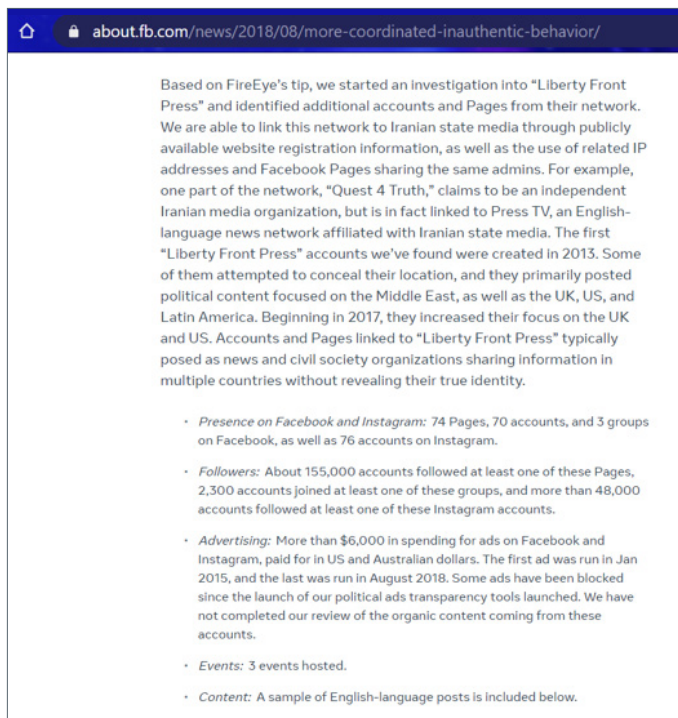 about.fb.com/news/2018/08/more-coordinated-inauthentic-behavior/
Based on FireEye's tip, we started an investigation into “Liberty Front
Press” and identified additional accounts and Pages from their network.
We are able to link this network to Iranian state media through publicly
available website registration information, as well as the use of related IP
addresses and Facebook Pages sharing the same admins. For example,
one part of the network, “Quest 4 Truth,” claims to be an independent
Iranian media organization, but is in fact linked to Press TV, an English-
language news network affiliated with Iranian state media. The first
“Liberty Front Press” accounts we've found were created in 2013. Some
of them attempted to conceal their location, and they primarily posted
political content focused on the Middle East, as well as the UK, US, and
Latin America. Beginning in 2017, they increased their focus on the UK
and US. Accounts and Pages linked to “Liberty Front Press” typically
posed as news and civil society organizations sharing information in
multiple countries without revealing their true identity.
• Presence on Facebook and Instagram: 74 Pages, 70 accounts, and 3 groups
on Facebook, as well as 76 accounts on Instagram.
• Followers: About 155,000 accounts followed at least one of these Pages,
2,300 accounts joined at least one of these groups, and more than 48,000
accounts followed at least one of these Instagram accounts.
• Advertising: More than $6,000 in spending for ads on Facebook and
Instagram, paid for in US and Australian dollars. The first ad was run in Jan
2015, and the last was run in August 2018. Some ads have been blocked
since the launch of our political ads transparency tools launched. We have
not completed our review of the organic content coming from these
accounts.
• Events: 3 events hosted.
• Content: A sample of English-language posts is included below.